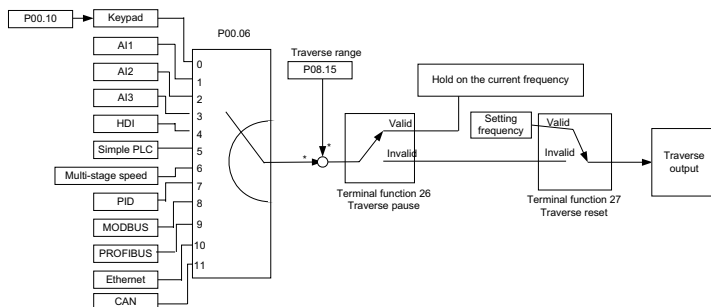 P00.10
Keypad
AI1
AI2
AI3
HDI
Simple PLC
Multi-stage speed
PID
MODBUS
PROFIBUS
Ethernet
CAN
P00.06
0
1
2
3
4
5
6
7
8
9
10
11
Traverse range
P08.15
*
*
Hold on the current frequency
Valid
Invalid
Terminal function 26
Traverse pause
Setting
frequency
Valid
Invalid
Terminal function 27
Traverse reset
Traverse
output